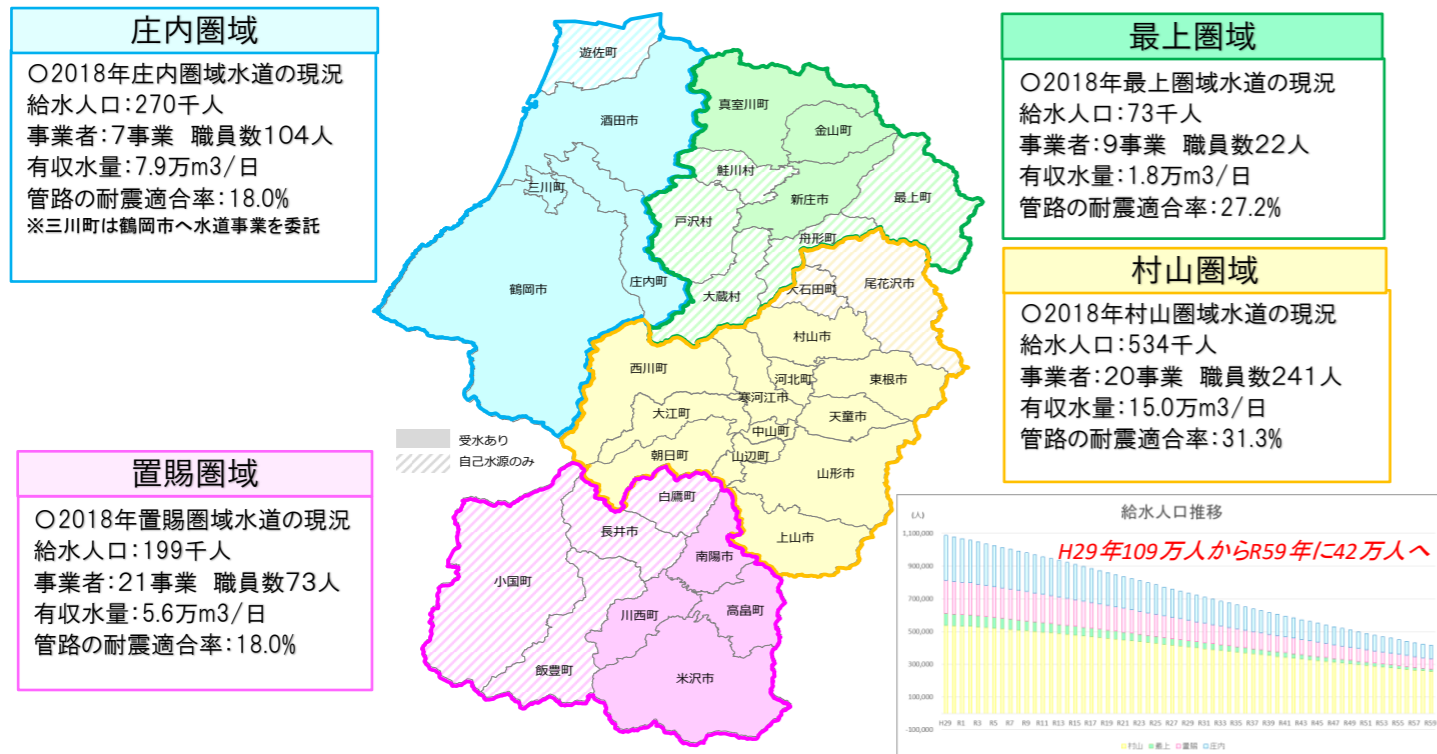 庄内圏域
〇2018年庄内圏域水道の現況
給水人口:270千人
事業者:7事業 職員数104人
有収水量:7.9万m3/日
管路の耐震適合率:18.0%
※三川町は鶴岡市へ水道事業を委託
最上圏域
〇2018年最上圏域水道の現況
給水人口:73千人
事業者:9事業 職員数22人
有収水量:1.8万m3/日
管路の耐震適合率:27.2%
村山圏域
〇2018年村山圏域水道の現況
給水人口:534千人
事業者:20事業 職員数241人
有収水量:15.0万m3/日
管路の耐震適合率:31.3%
置賜圏域
〇2018年置賜圏域水道の現況
給水人口:199千人
事業者:21事業 職員数73人
有収水量:5.6万m3/日
管路の耐震適合率:18.0%
遊佐町
酒田市
三川町
鶴岡市
庄内町
真室川町
金山町
鮭川村
新庄市
最上町
戸沢村
舟形町
大蔵村
大石田町
尾花沢市
村山市
西川町
河北町
東根市
寒河江市
大江町
天童市
中山町
朝日町
山辺町
山形市
上山市
受水あり
自己水源のみ
白鷹町
長井市
南陽市
小国町
川西町
高畠町
飯豊町
米沢市
給水人口推移
(人)
H29年109万人からR59年に42万人へ
1,100,000
900,000
700,000
500,000
300,000
100,000
-100,000
H29 R1 R3 R5 R7 R9 R11 R13 R15 R17 R19 R21 R23 R25 R27 R29 R31 R33 R35 R37 R39 R41 R43 R45 R47 R49 R51 R53 R55 R57 R59
村山 最上 置賜 庄内